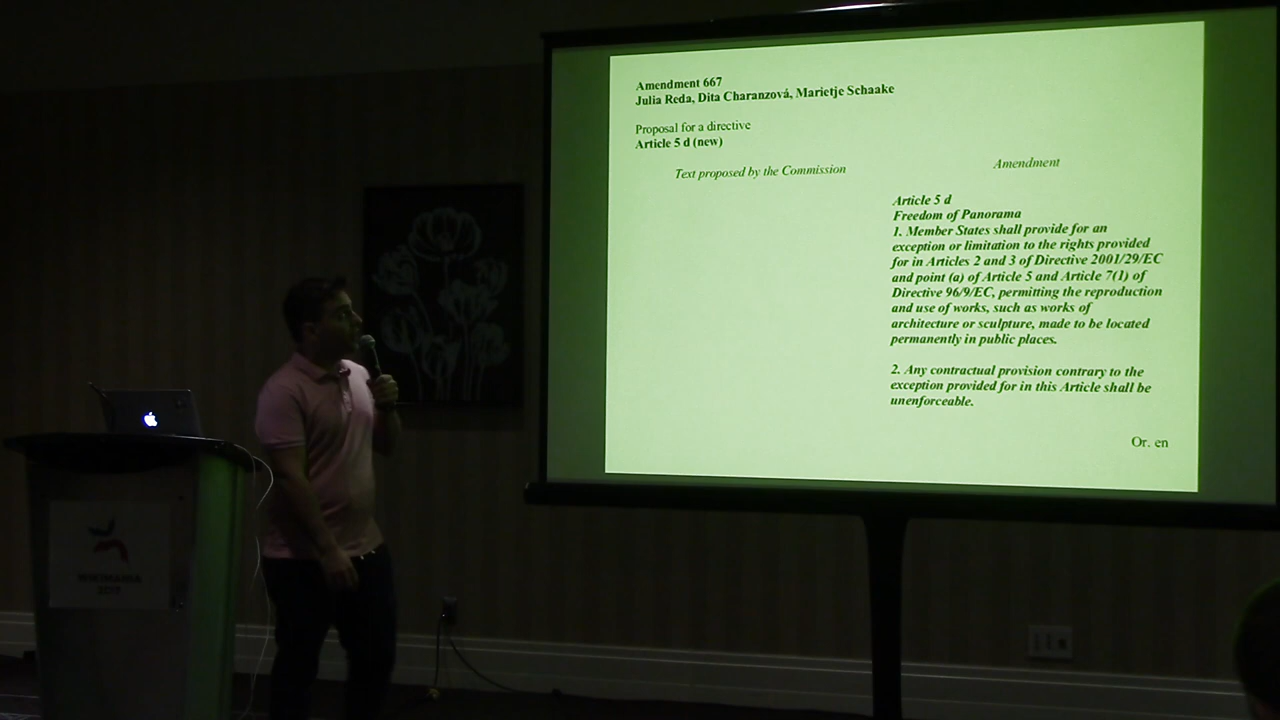 Amendment 667
Julia Reda, Dita Charanzová, Marietje Schaake
Proposal for a directive
Article 5 d (new)
Text proposed by the Commission
Amendment
Article 5 d
Freedom of Panorama
1. Member States shall provide for an
exception or limitation to the rights provided
for in Articles 2 and 3 of Directive 2001/29/EC
and point (a) of Article 5 and Article 7(1) of
Directive 96/9/EC, permitting the reproduction
and use of works, such as works of
architecture or sculpture, made to be located
permanently in public places.
2. Any contractual provision contrary to the
exception provided for in this Article shall be
unenforceable.
Or. en
WIKIMANIA
2017